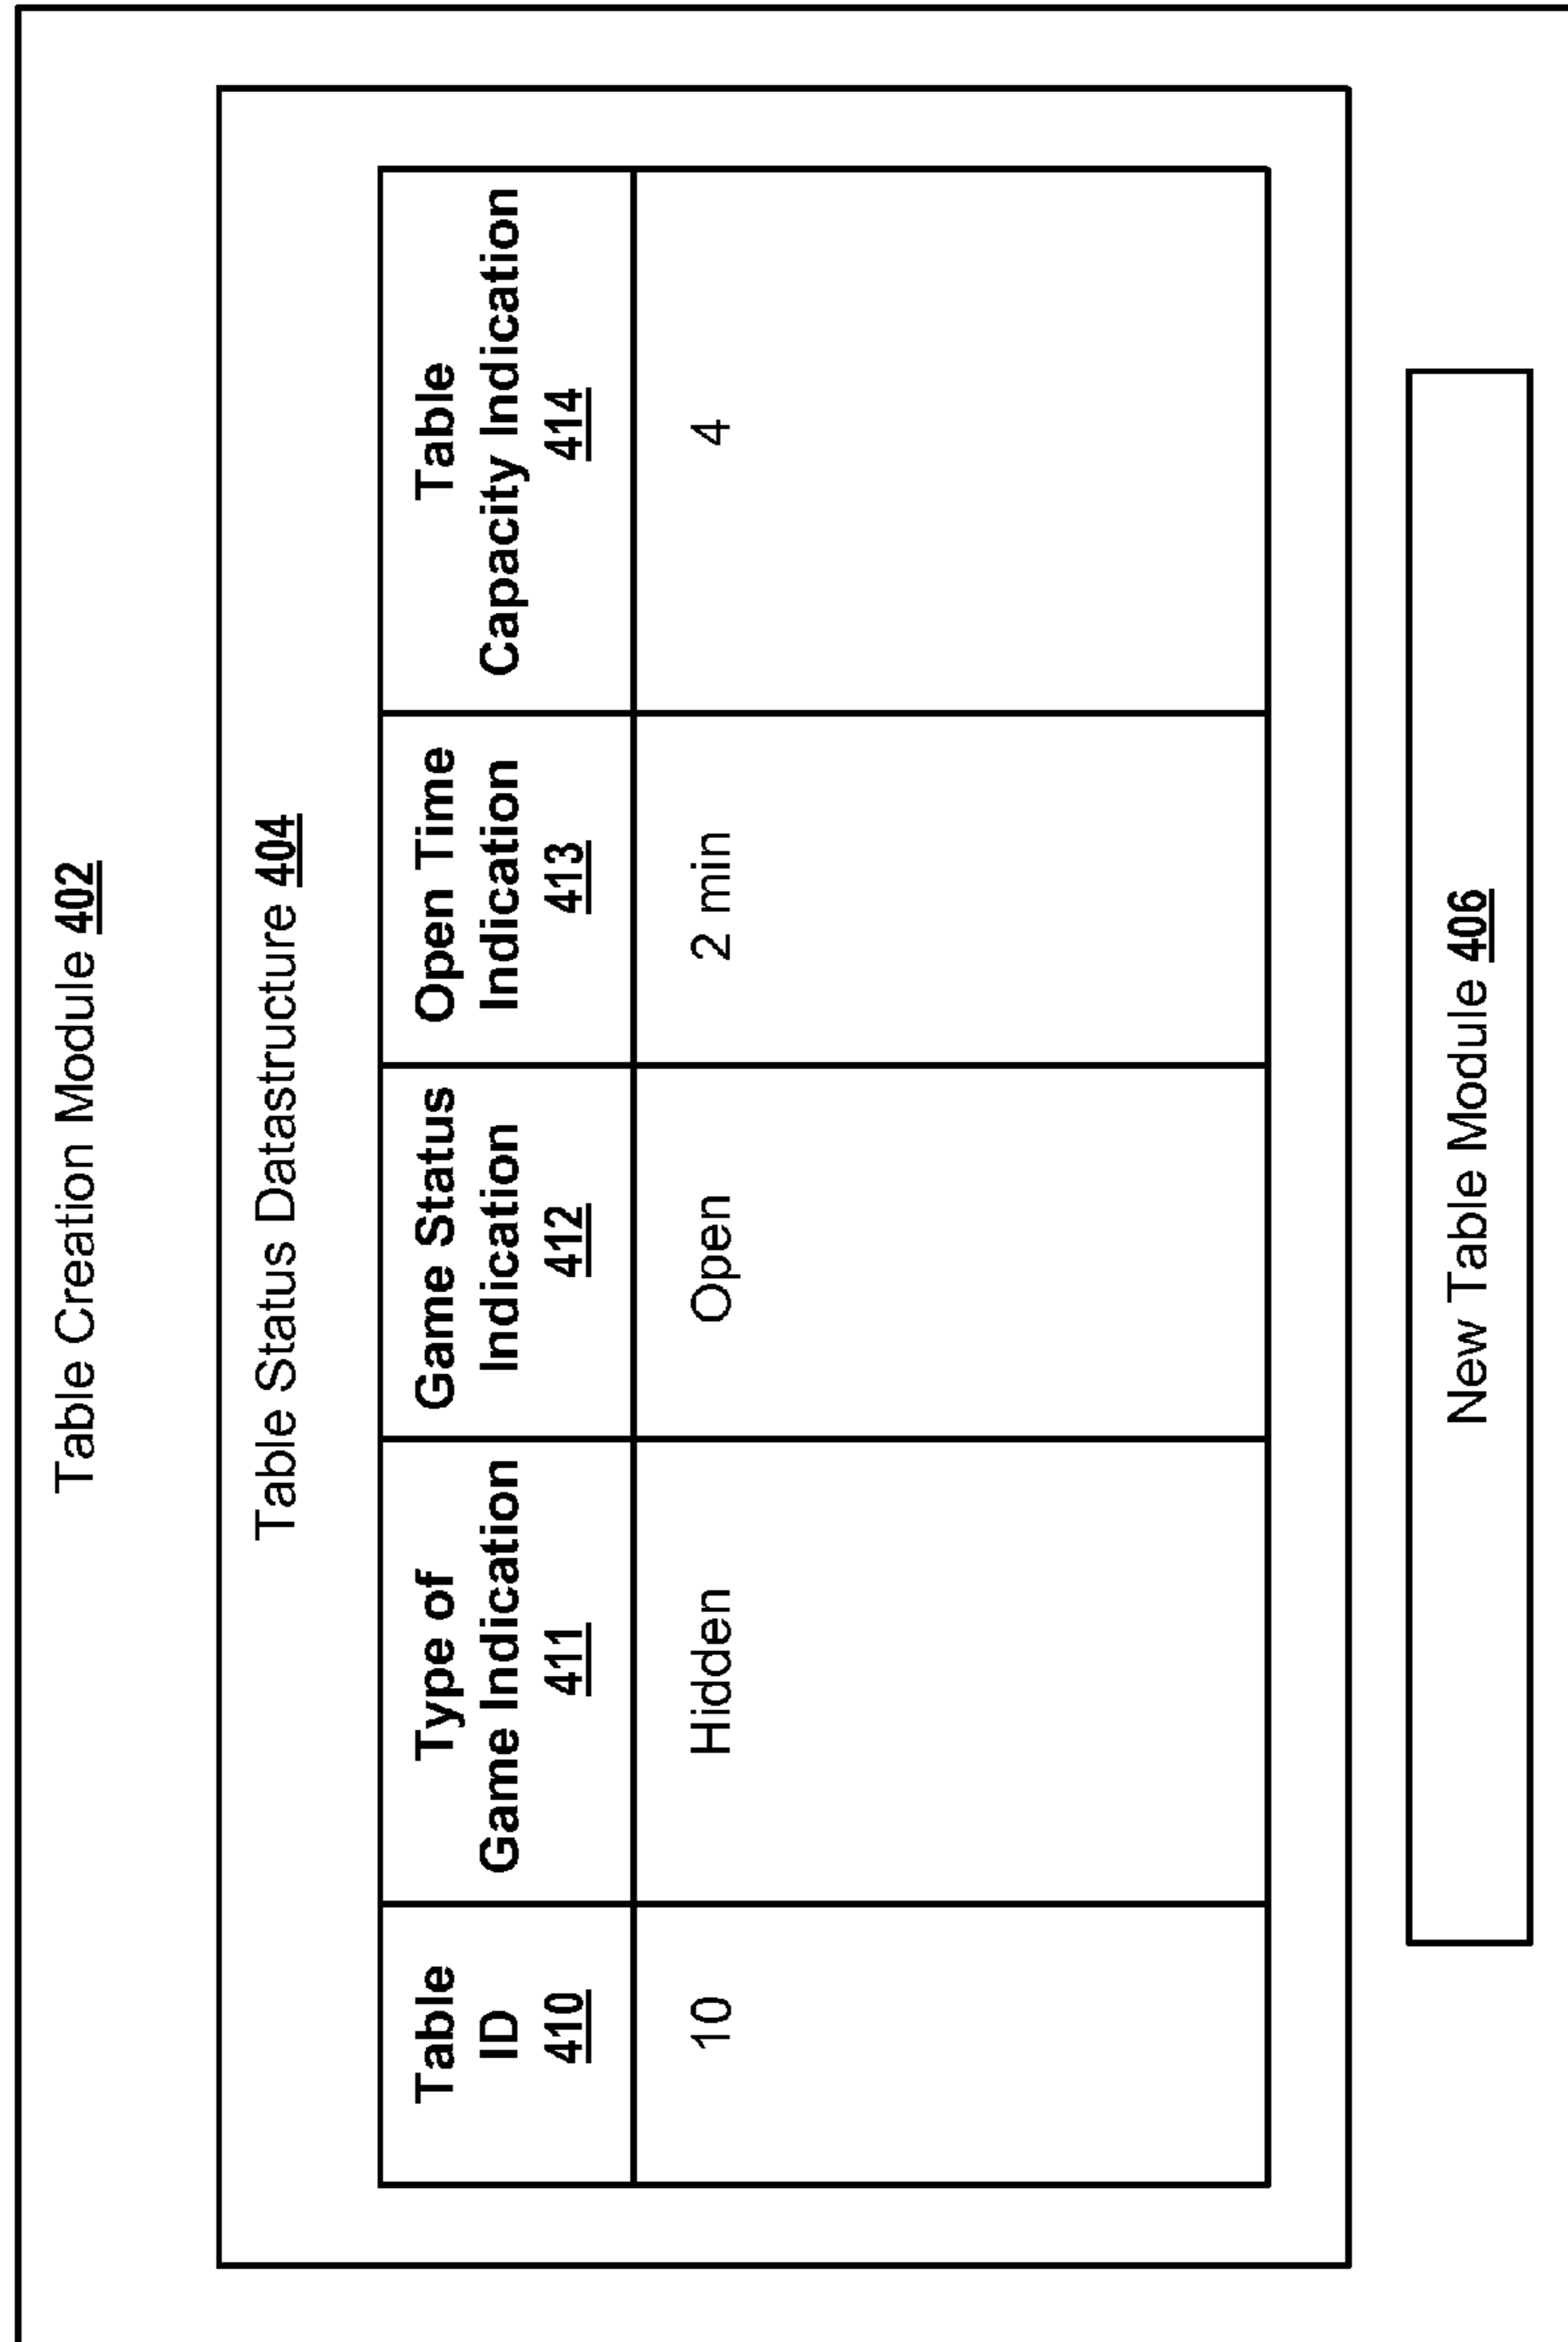 Table Creation Module 402
Table Status Datastructure 404
Table
ID
410
Type of
Game Indication
411
Game Status
Indication
412
Open Time
Indication
413
Table
Capacity Indication
414
10
Hidden
Open
2 min
4
New Table Module 406